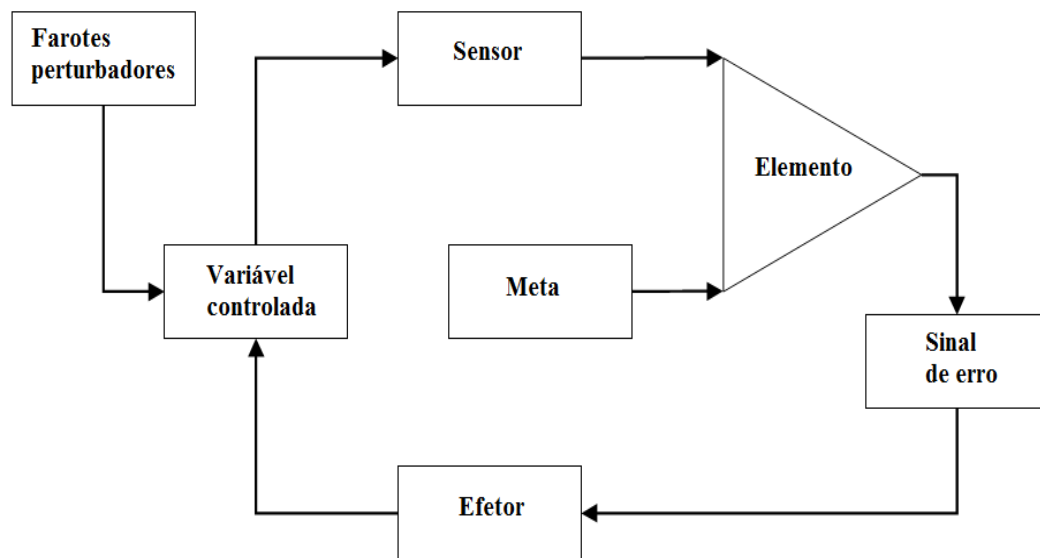 Farotes
perturbadores
Sensor
Elemento
Variável
controlada
Meta
Sinal
de erro
Efetor